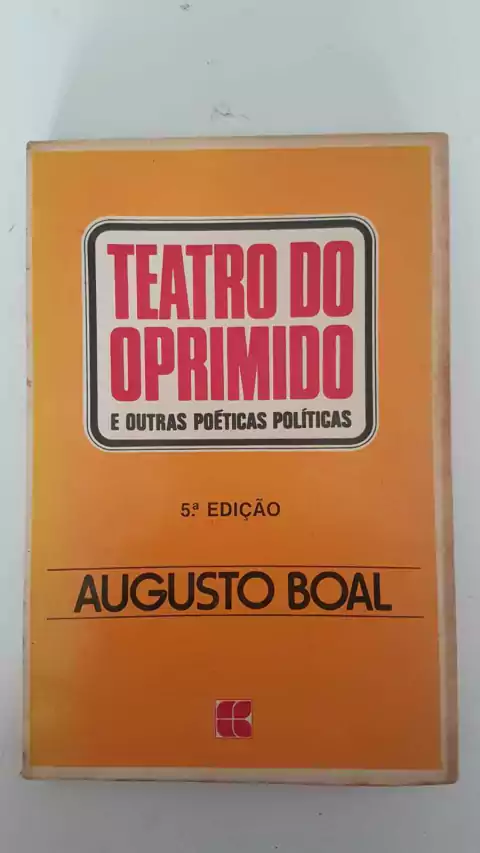 TEATRO DO
OPRIMIDO
E OUTRAS POÉTICAS POLÍTICAS
5ª EDIÇÃO
AUGUSTO BOAL